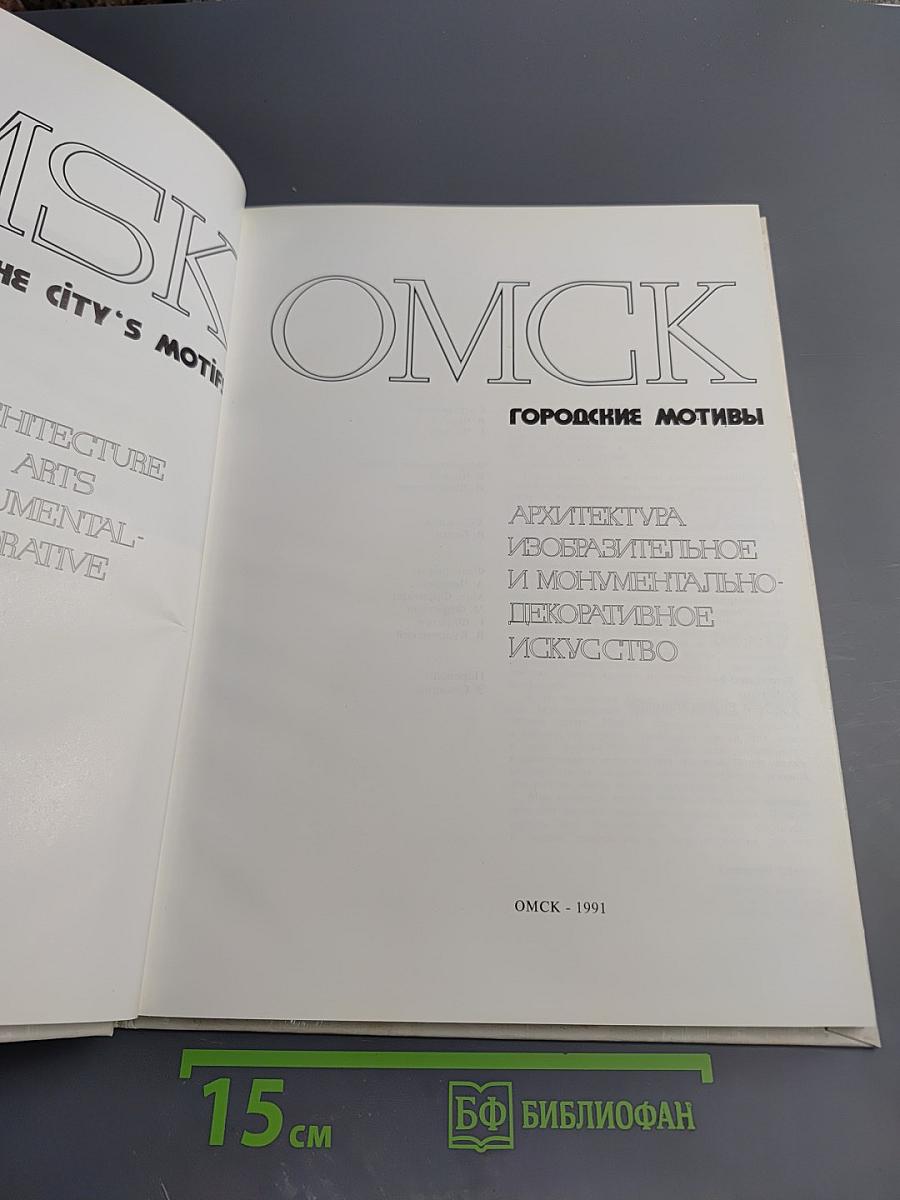 MSK
HE CITY'S MOTIF
HITECTURE
ARTS
UMENTAL-
ORATIVE
ОМСК
ГОРОДСКИЕ МОТИВЫ
АРХИТЕКТУРА
ИЗОБРАЗИТЕЛЬНОЕ
И МОНУМЕНТАЛЬНО-
ДЕКОРАТИВНОЕ
ИСКУССТВО
ОМСК - 1991
15 СМ
БФ БИБЛИОФАН